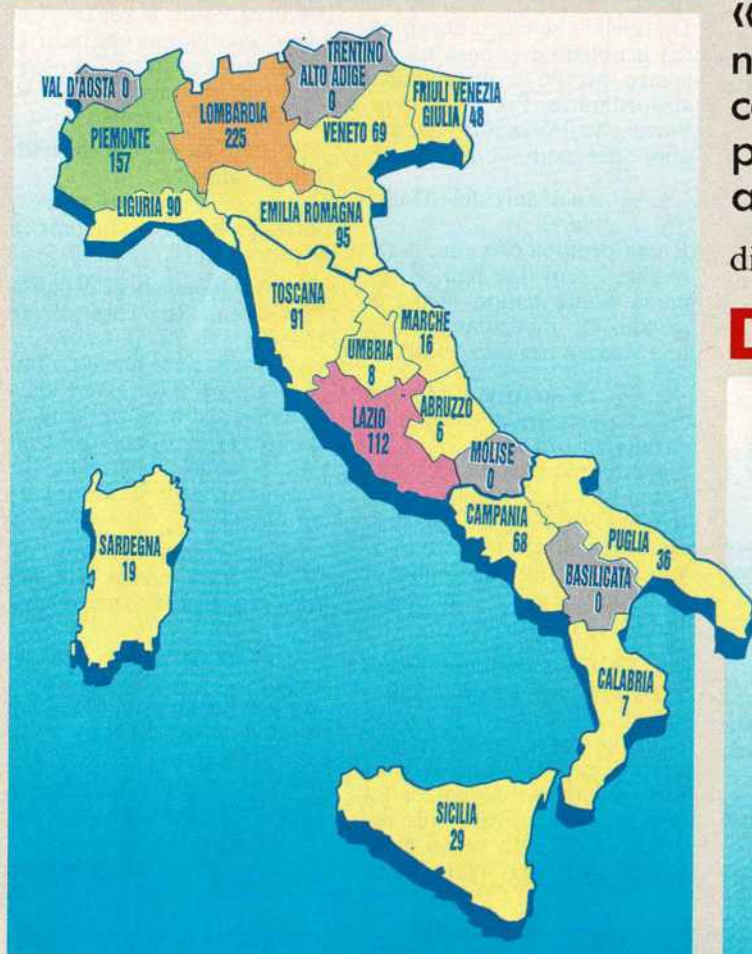 VAL D'AOSTA 0
PIEMONTE
157
LOMBARDIA
225
TRENTINO
ALTO ADIGE
0
VENETO 69
FRIULI VENEZIA
GIULIA 48
LIGURIA 90
EMILIA ROMAGNA
95
TOSCANA
91
MARCHE
16
UMBRIA
8
LAZIO
112
ABRUZZO
6
MOLISE
0
CAMPANIA
68
PUGLIA 36
BASILICATA
0
CALABRIA
7
SARDEGNA
19
SICILIA
29
n
p
di